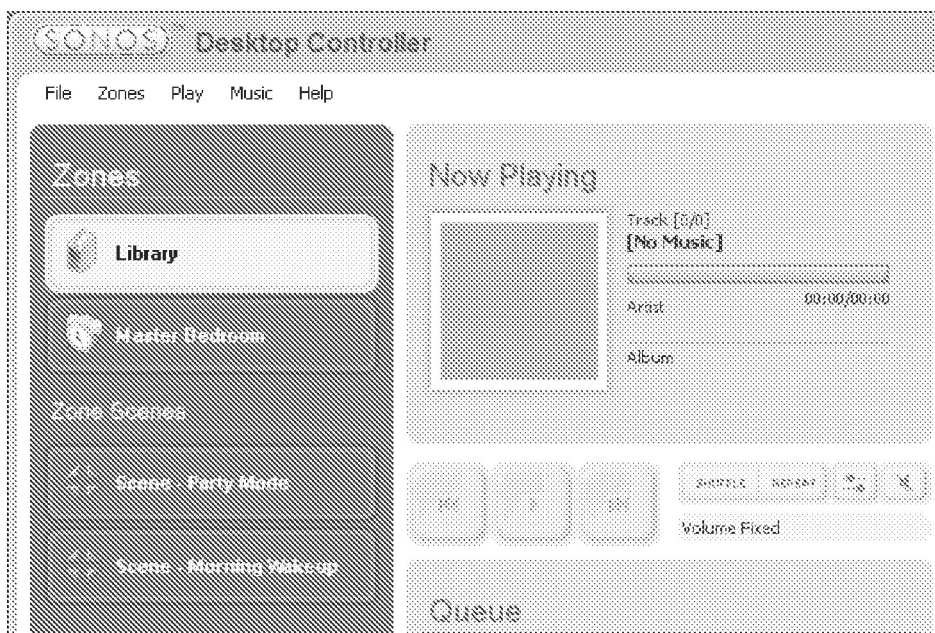 SONOS Desktop Controller
File Zones Play Music Help
Zones
Library
Master Bedroom
Zone Scenes
Scene - Party Mode
Scene - Morning Wakeup
Now Playing
Track [0/0]
[No Music]
00:00/00:00
Artist
Album
SHUFFLE REPEAT
Volume Fixed
Queue